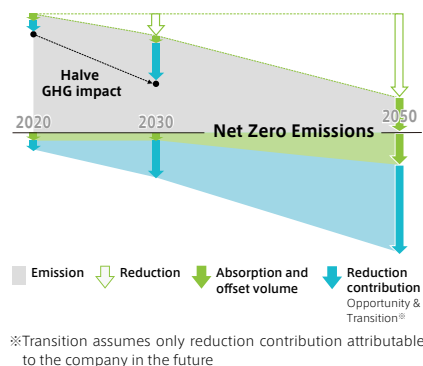 Halve
GHG impact
2020
2030
2050
Net Zero Emissions
Emission
Reduction
Absorption and
offset volume
Reduction
contribution
Opportunity &
Transition※
※Transition assumes only reduction contribution attributable
to the company in the future